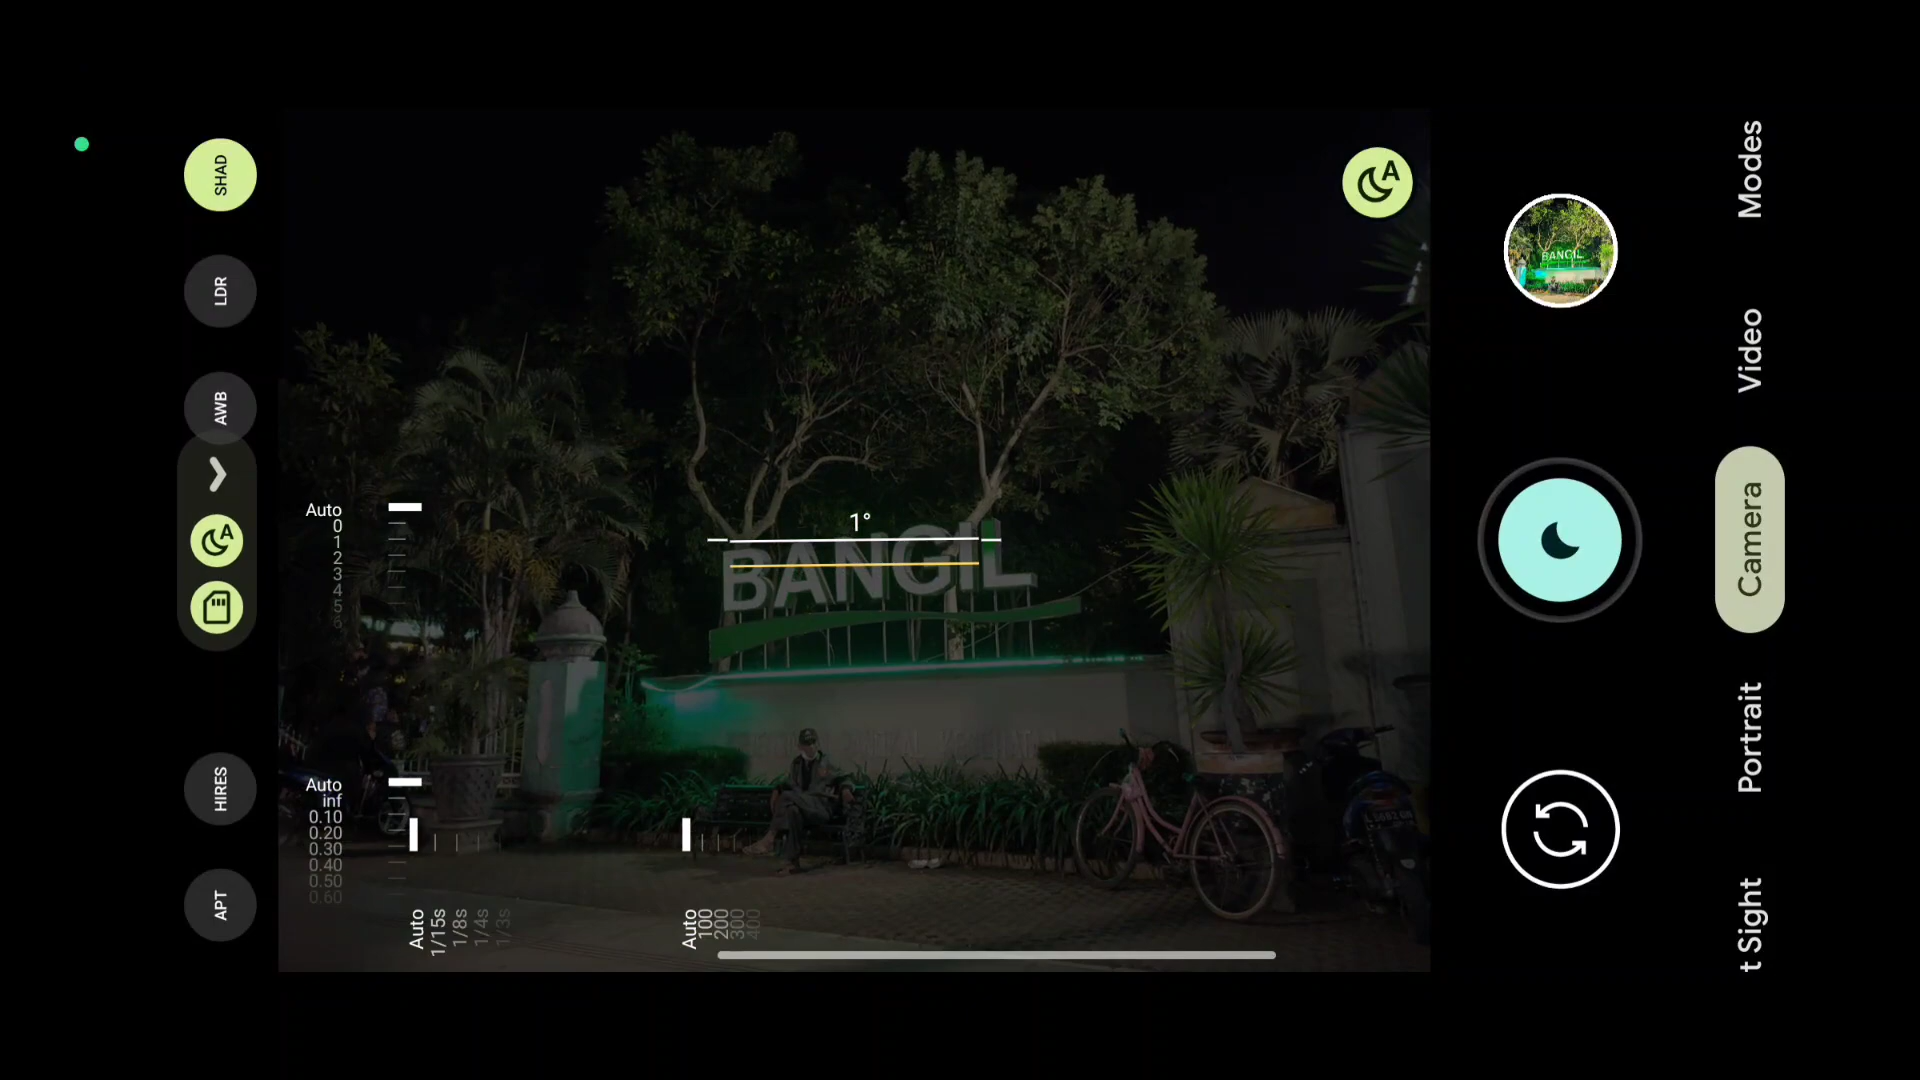 SHAD
LDR
AWB
A
HIRES
APT
A
Auto
0
1
2
3
4
5
6
Auto
inf
0.10
0.20
0.30
0.40
0.50
0.60
Auto
1/15s
1/8s
1/4s
1/3s
Auto
100
200
300
400
1°
BANGIL
BANGIL
Modes
Video
Camera
Portrait
t Sight